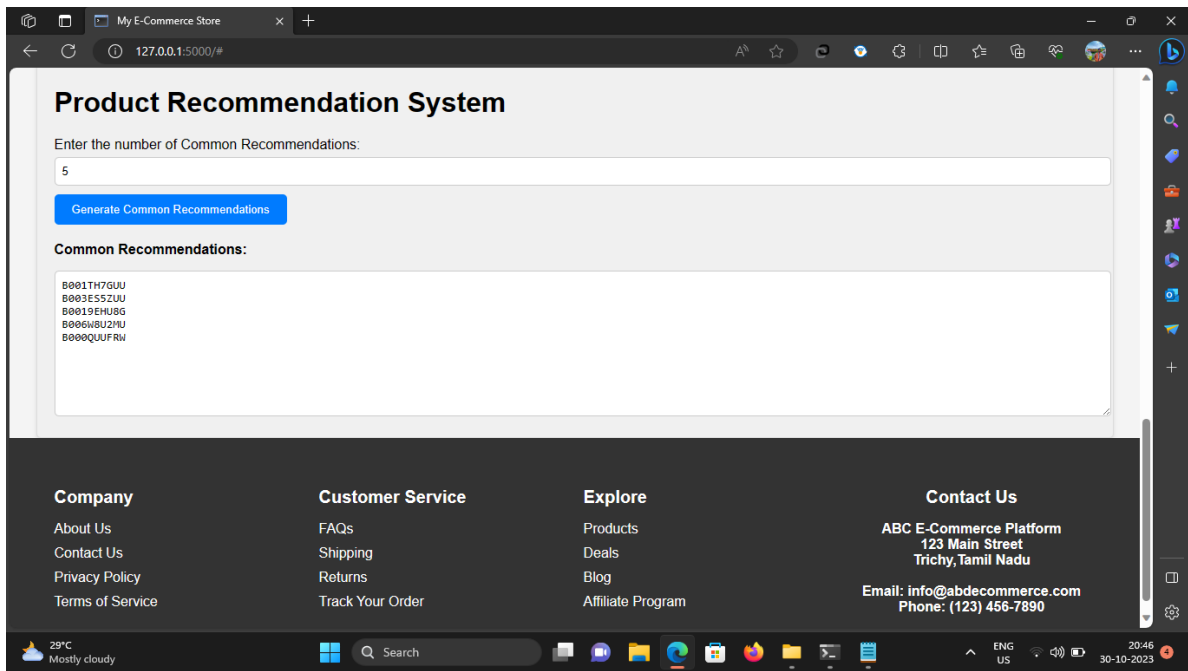 My E-Commerce Store
127.0.0.1:5000/#
Product Recommendation System
Enter the number of Common Recommendations:
5
Generate Common Recommendations
Common Recommendations:
B001TH7GUU
B003ES5ZUU
B0019EHU8G
B006W8U2MU
B000QUUFRW
Company
About Us
Contact Us
Privacy Policy
Terms of Service
Customer Service
FAQs
Shipping
Returns
Track Your Order
Explore
Products
Deals
Blog
Affiliate Program
Contact Us
ABC E-Commerce Platform
123 Main Street
Trichy,Tamil Nadu
Email: info@abdecommerce.com
Phone: (123) 456-7890
29°C
Mostly cloudy
Search
ENG
US
20:46
30-10-2023
4